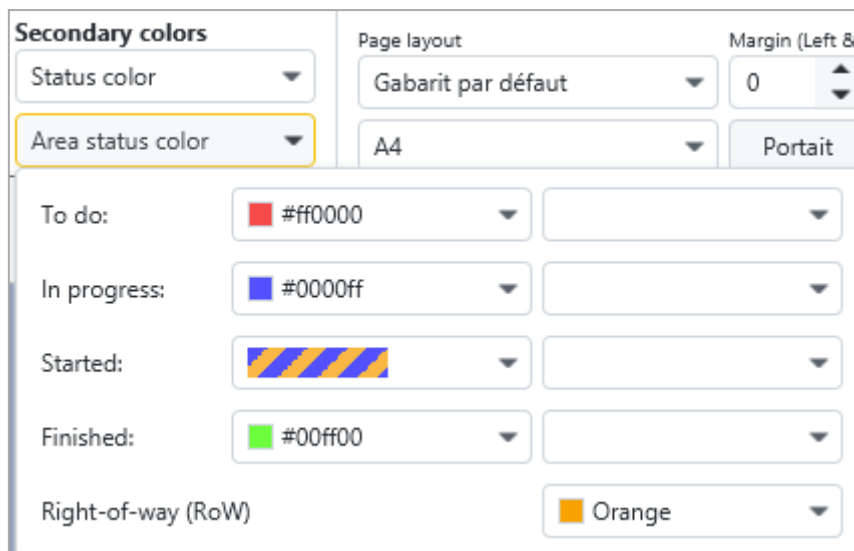 Secondary colors
Page layout
Margin (Left &
Status color
Gabarit par défaut
0
Area status color
A4
Portait
To do:
#ff0000
In progress:
#0000ff
Started:
Finished:
#00ff00
Right-of-way (RoW)
Orange